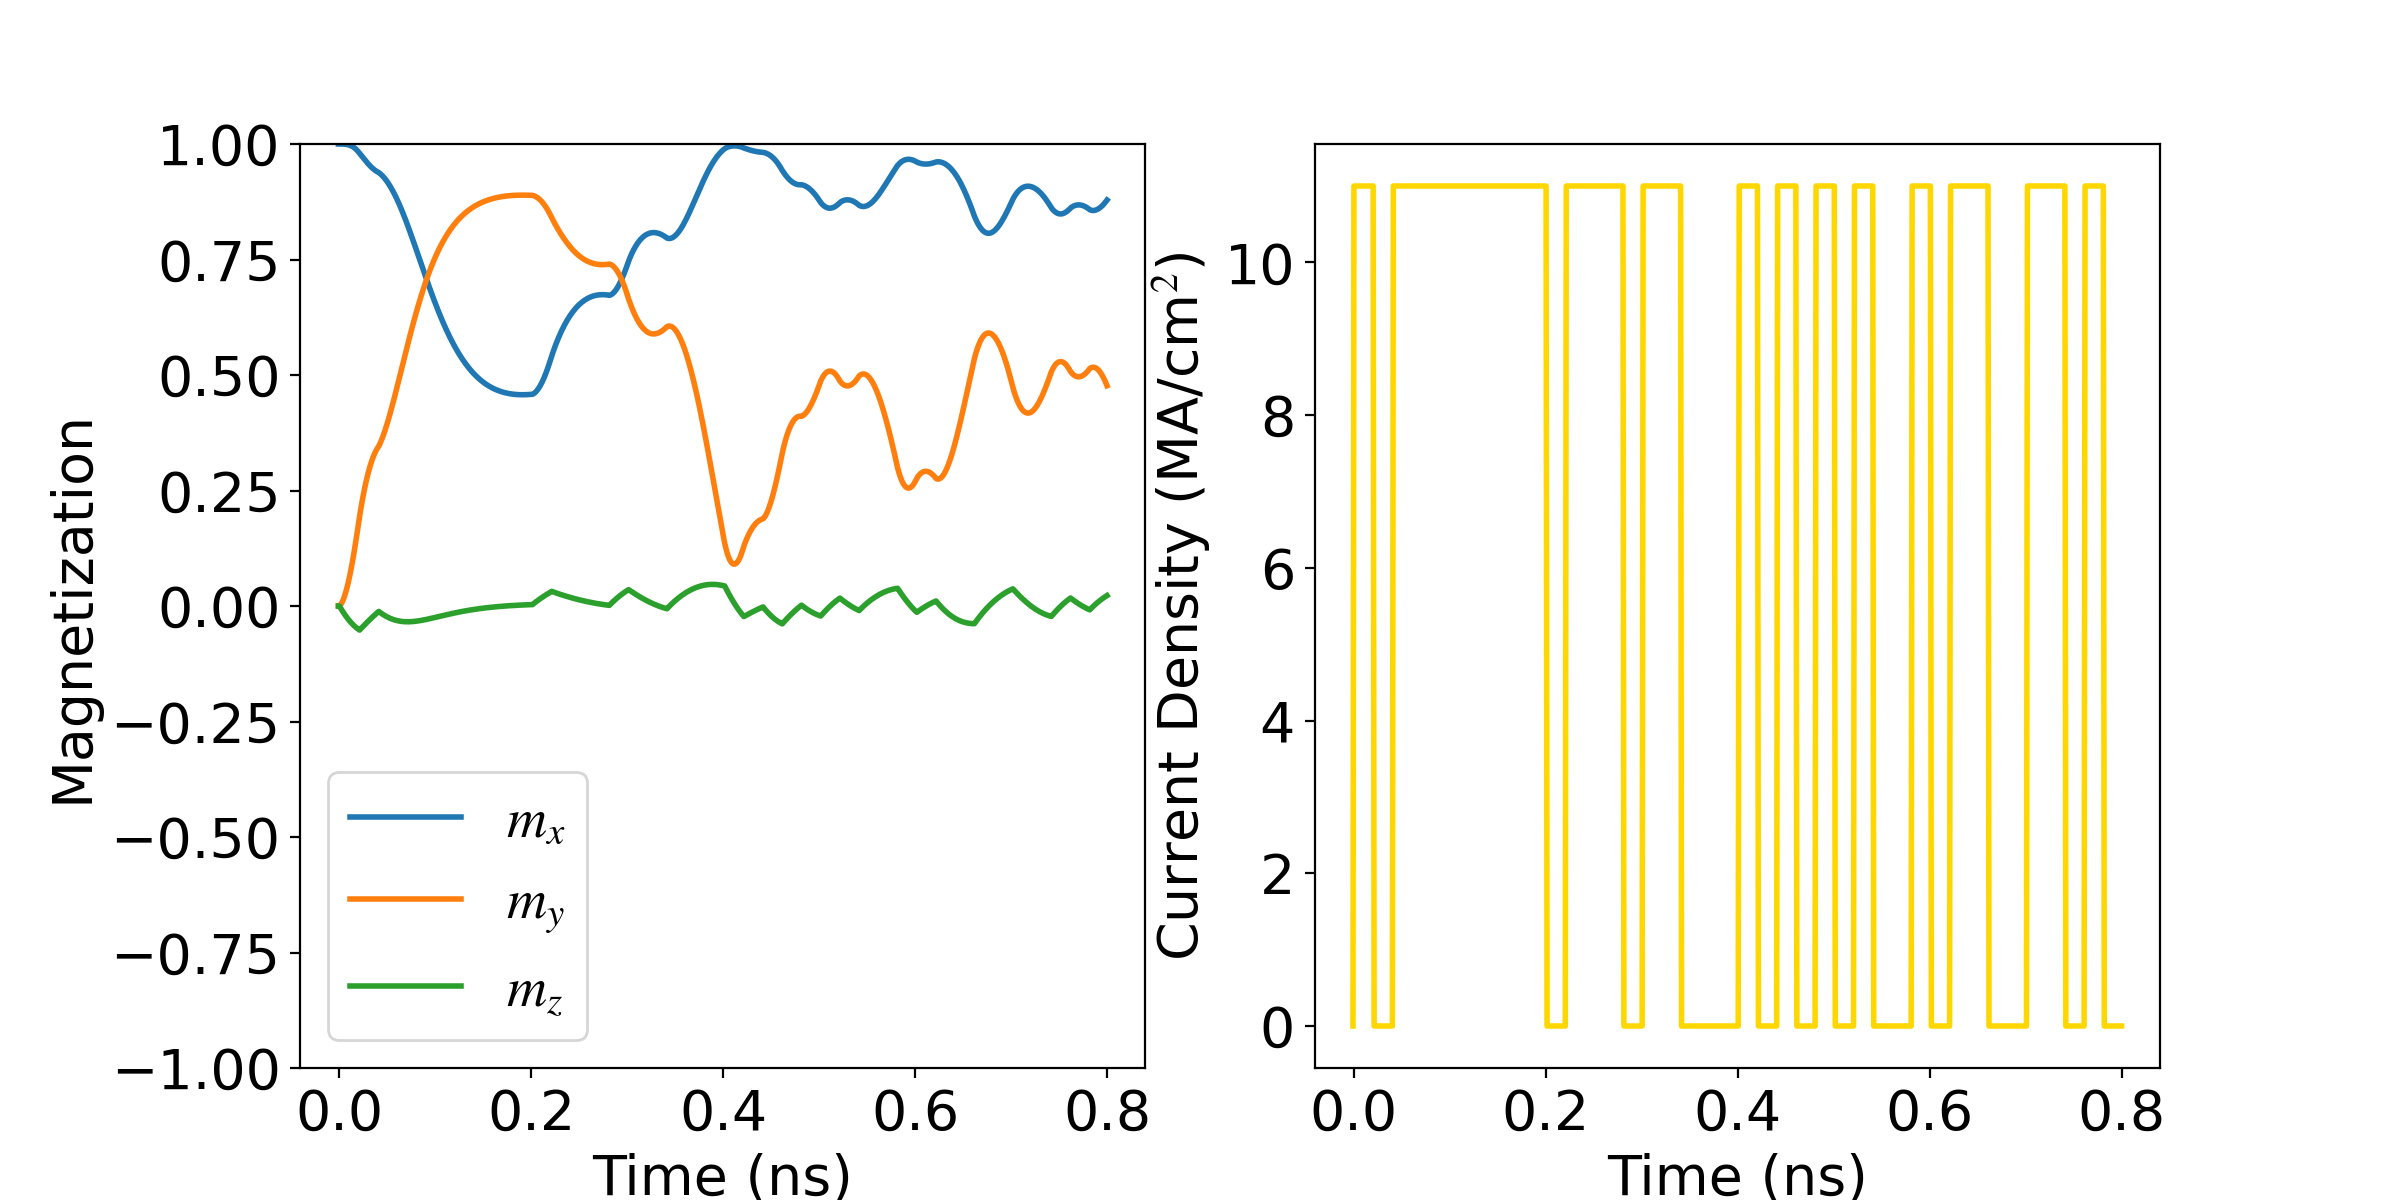 1.00
0.75
0.50
0.25
0.00
−0.25
−0.50
−0.75
−1.00
Magnetization
m_x
m_y
m_z
0.0 0.2 0.4 0.6 0.8
Time (ns)
10
8
6
4
2
0
Current Density (MA/cm²)
0.0 0.2 0.4 0.6 0.8
Time (ns)